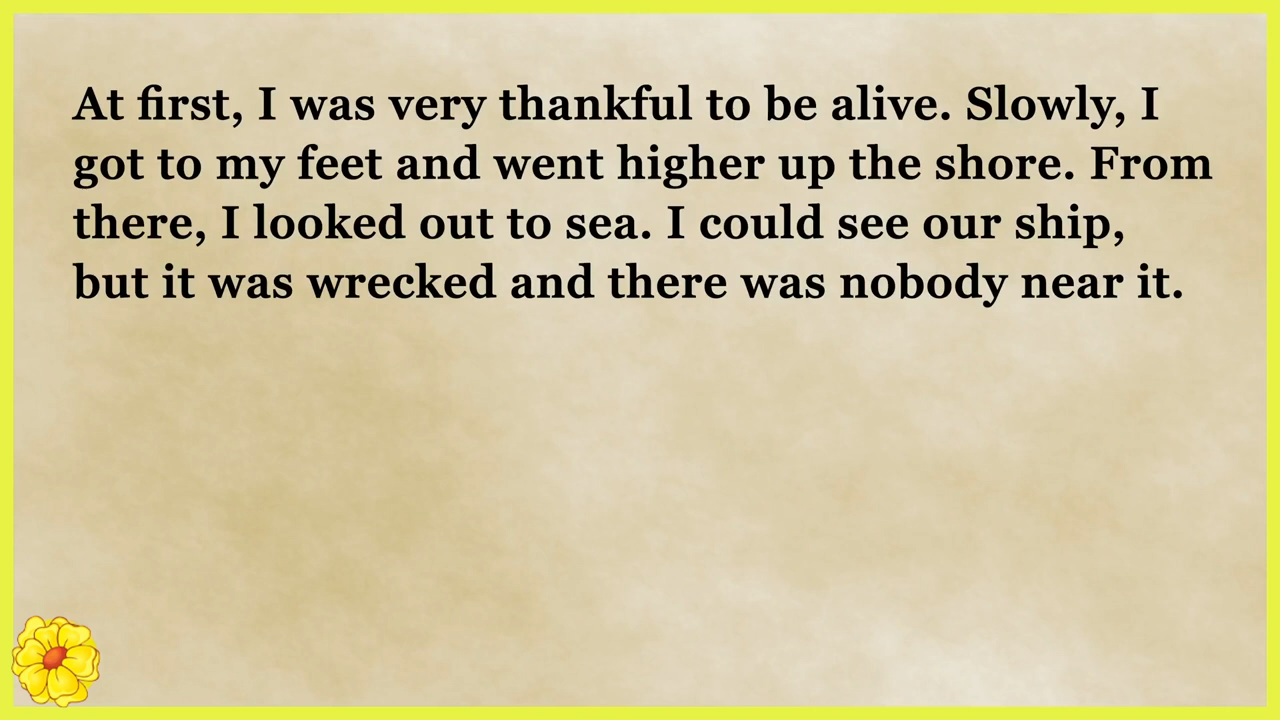 At first, I was very thankful to be alive. Slowly, I
got to my feet and went higher up the shore. From
there, I looked out to sea. I could see our ship,
but it was wrecked and there was nobody near it.